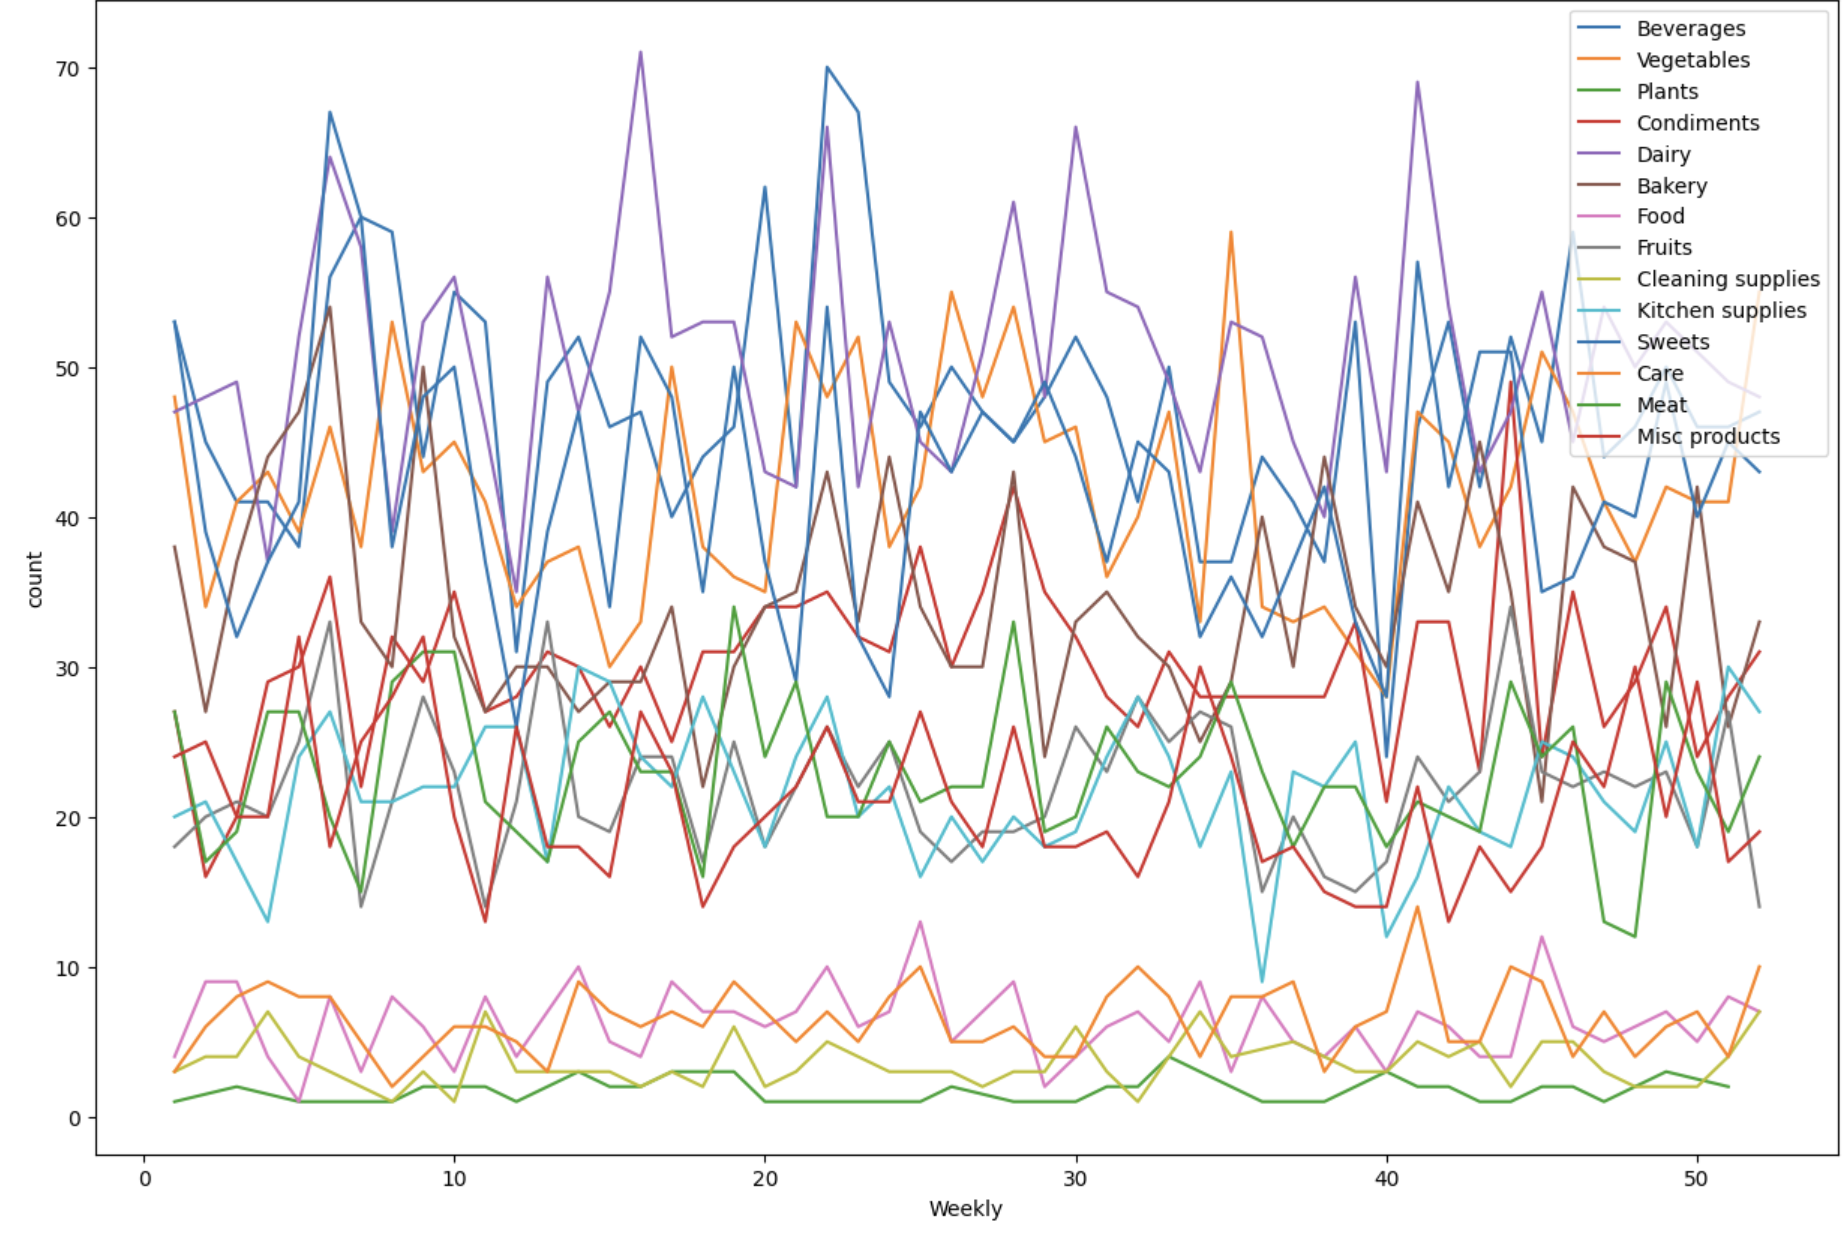 70
60
50
40
30
20
10
0
count
0 10 20 30 40 50
Weekly
Beverages
Vegetables
Plants
Condiments
Dairy
Bakery
Food
Fruits
Cleaning supplies
Kitchen supplies
Sweets
Care
Meat
Misc products